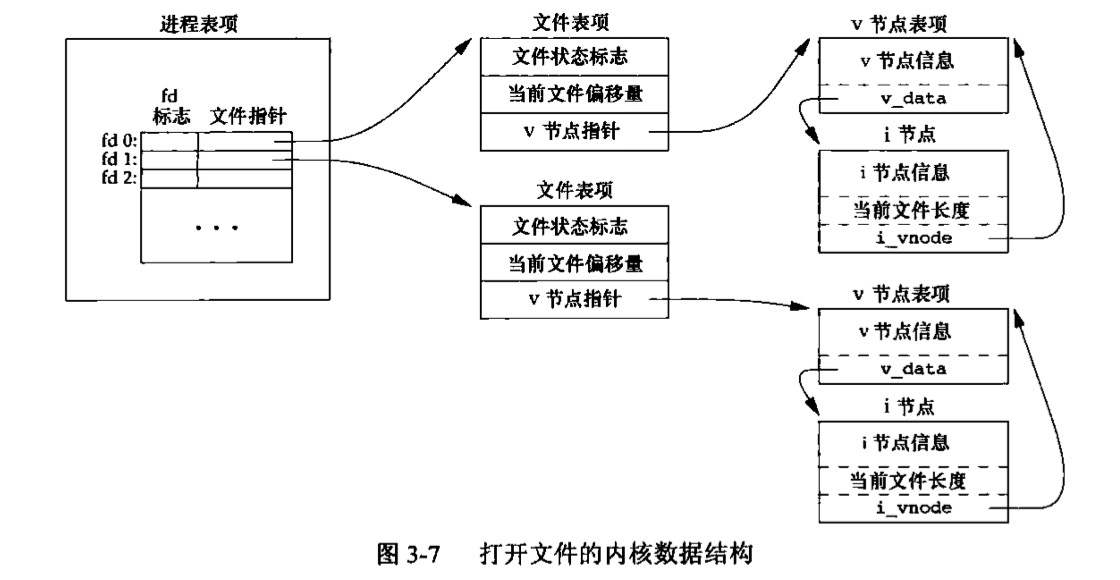 进程表项
fd
标志 文件指针
fd 0:
fd 1:
fd 2:
• • •
文件表项
文件状态标志
当前文件偏移量
v 节点指针
文件表项
文件状态标志
当前文件偏移量
v 节点指针
v 节点表项
v 节点信息
v_data
i 节点
i 节点信息
当前文件长度
i_vnode
v 节点表项
v 节点信息
v_data
i 节点
i 节点信息
当前文件长度
i_vnode
图 3-7 打开文件的内核数据结构